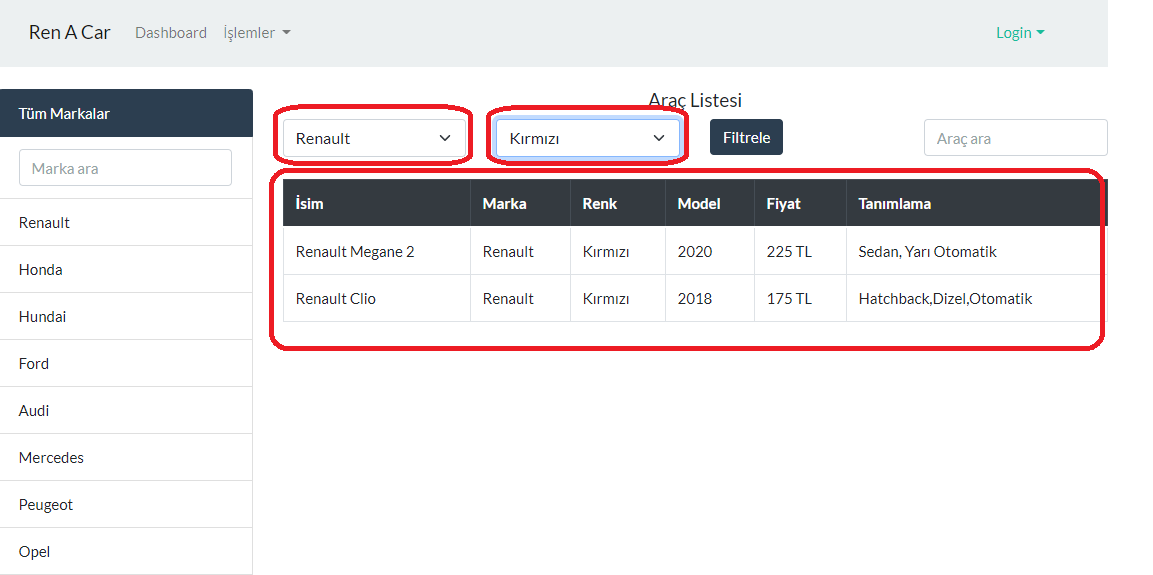 Ren A Car Dashboard İşlemler Login
Tüm Markalar
Marka ara
Renault
Honda
Hundai
Ford
Audi
Mercedes
Peugeot
Opel
Araç Listesi
Renault Kırmızı Filtrele Araç ara
İsim Marka Renk Model Fiyat Tanımlama
Renault Megane 2 Renault Kırmızı 2020 225 TL Sedan, Yarı Otomatik
Renault Clio Renault Kırmızı 2018 175 TL Hatchback,Dizel,Otomatik